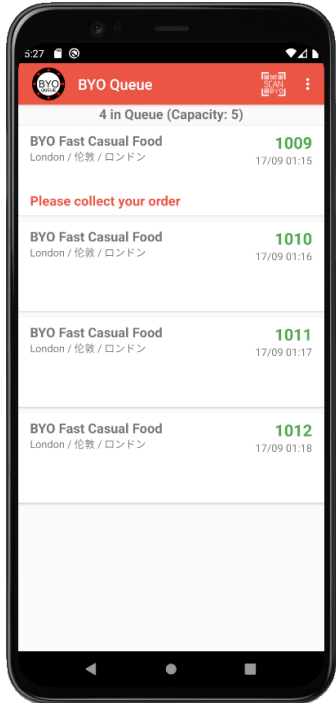 5:27
BYO
BYO Queue
SCAN
BYO
4 in Queue (Capacity: 5)
BYO Fast Casual Food
1009
London / 伦敦 / ロンドン
17/09 01:15
Please collect your order
BYO Fast Casual Food
1010
London / 伦敦 / ロンドン
17/09 01:16
BYO Fast Casual Food
1011
London / 伦敦 / ロンドン
17/09 01:17
BYO Fast Casual Food
1012
London / 伦敦 / ロンドン
17/09 01:18